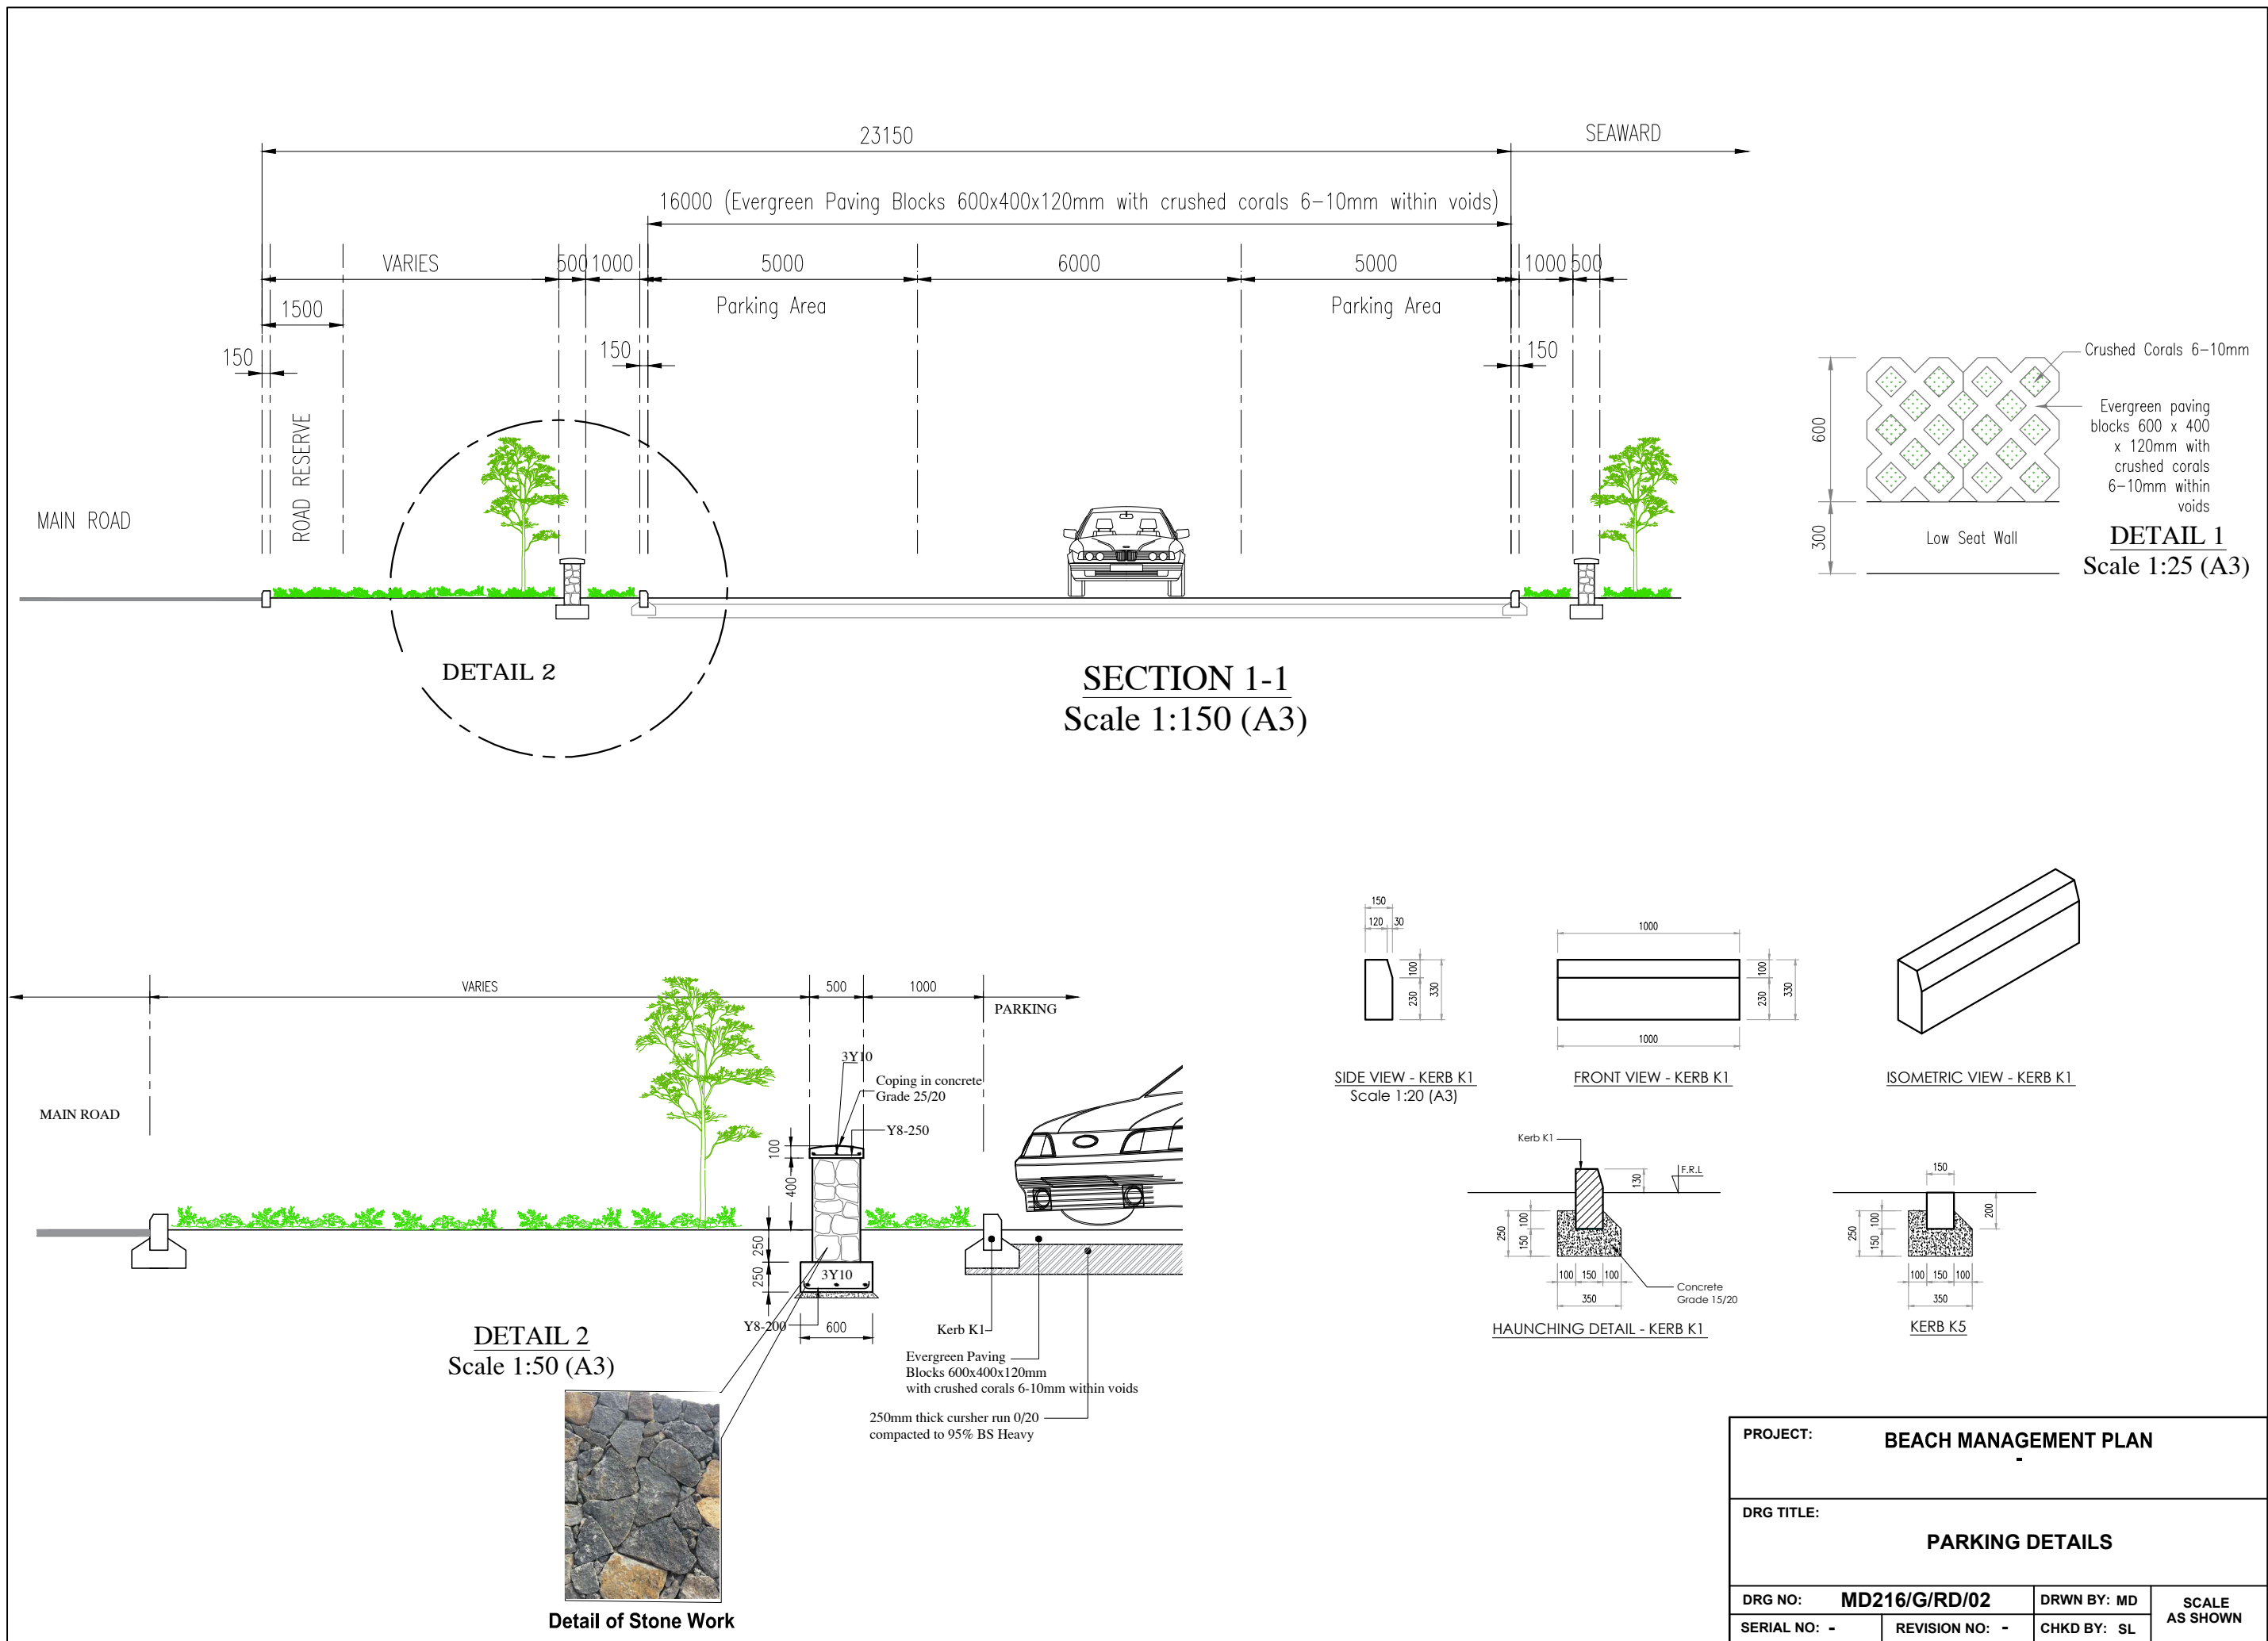 23150
SEAWARD
16000 (Evergreen Paving Blocks 600x400x120mm with crushed corals 6-10mm within voids)
VARIES
500
1000
5000
6000
5000
1000
500
Parking Area
Parking Area
1500
150
150
150
ROAD RESERVE
MAIN ROAD
DETAIL 2
SECTION 1-1
Scale 1:150 (A3)
600
300
Crushed Corals 6-10mm
Evergreen paving
blocks 600 x 400
x 120mm with
crushed corals
6-10mm within
voids
Low Seat Wall
DETAIL 1
Scale 1:25 (A3)
VARIES
500
1000
PARKING
MAIN ROAD
3Y10
Coping in concrete
Grade 25/20
Y8-250
100
400
250
250
3Y10
Y8-200
600
Kerb K1
Evergreen Paving
Blocks 600x400x120mm
with crushed corals 6-10mm within voids
250mm thick cursher run 0/20
compacted to 95% BS Heavy
DETAIL 2
Scale 1:50 (A3)
Detail of Stone Work
150
120
30
100
230
330
SIDE VIEW - KERB K1
Scale 1:20 (A3)
1000
100
230
330
1000
FRONT VIEW - KERB K1
ISOMETRIC VIEW - KERB K1
Kerb K1
130
F.R.L
250
100
150
100
150
100
350
Concrete
Grade 15/20
HAUNCHING DETAIL - KERB K1
150
200
250
100
150
100
150
100
350
KERB K5
PROJECT:
BEACH MANAGEMENT PLAN
-
DRG TITLE:
PARKING DETAILS
DRG NO: MD216/G/RD/02
DRWN BY: MD
SCALE
AS SHOWN
SERIAL NO: -
REVISION NO: -
CHKD BY: SL